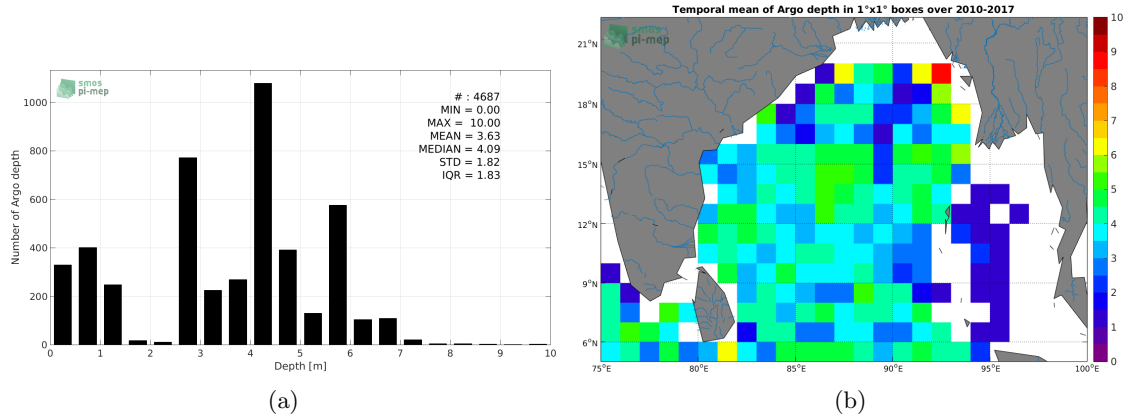 smos
pi-mep
# : 4687
MIN = 0.00
MAX = 10.00
MEAN = 3.63
MEDIAN = 4.09
STD = 1.82
IQR = 1.83
Number of Argo depth
1000
800
600
400
200
0
0 1 2 3 4 5 6 7 8 9 10
Depth [m]
(a)
Temporal mean of Argo depth in 1°x1° boxes over 2010-2017
smos
pi-mep
21°N
18°N
15°N
12°N
9°N
6°N
75°E 80°E 85°E 90°E 95°E 100°E
10
9
8
7
6
5
4
3
2
1
0
(b)